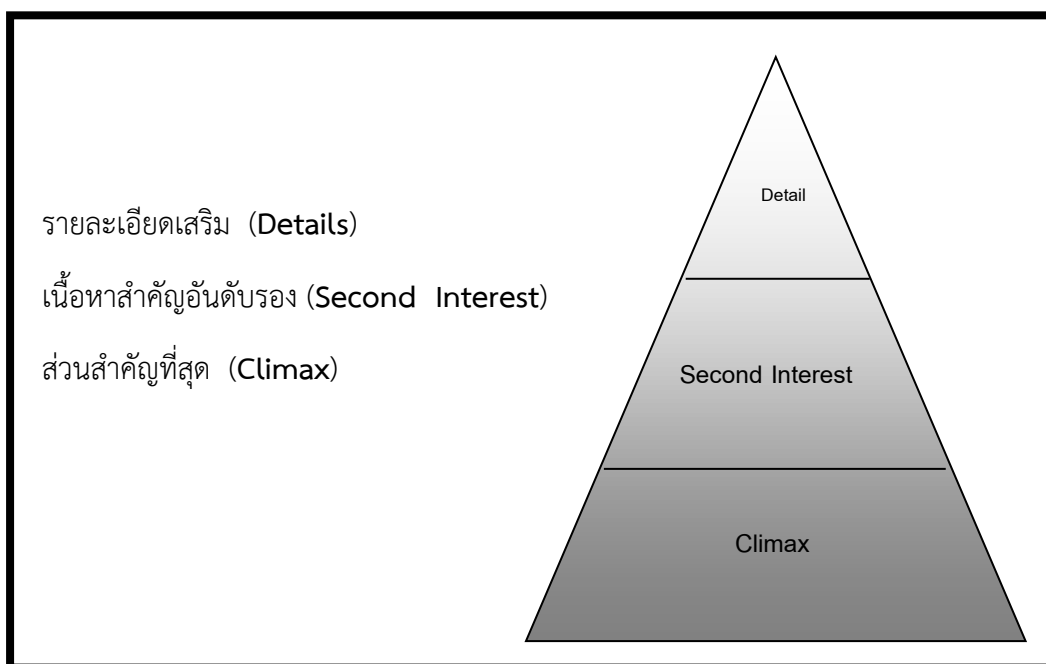 Detail
รายละเอียดเสริม (Details)
เนื้อหาสำคัญอันดับรอง (Second Interest)
ส่วนสำคัญที่สุด (Climax)
Second Interest
Climax